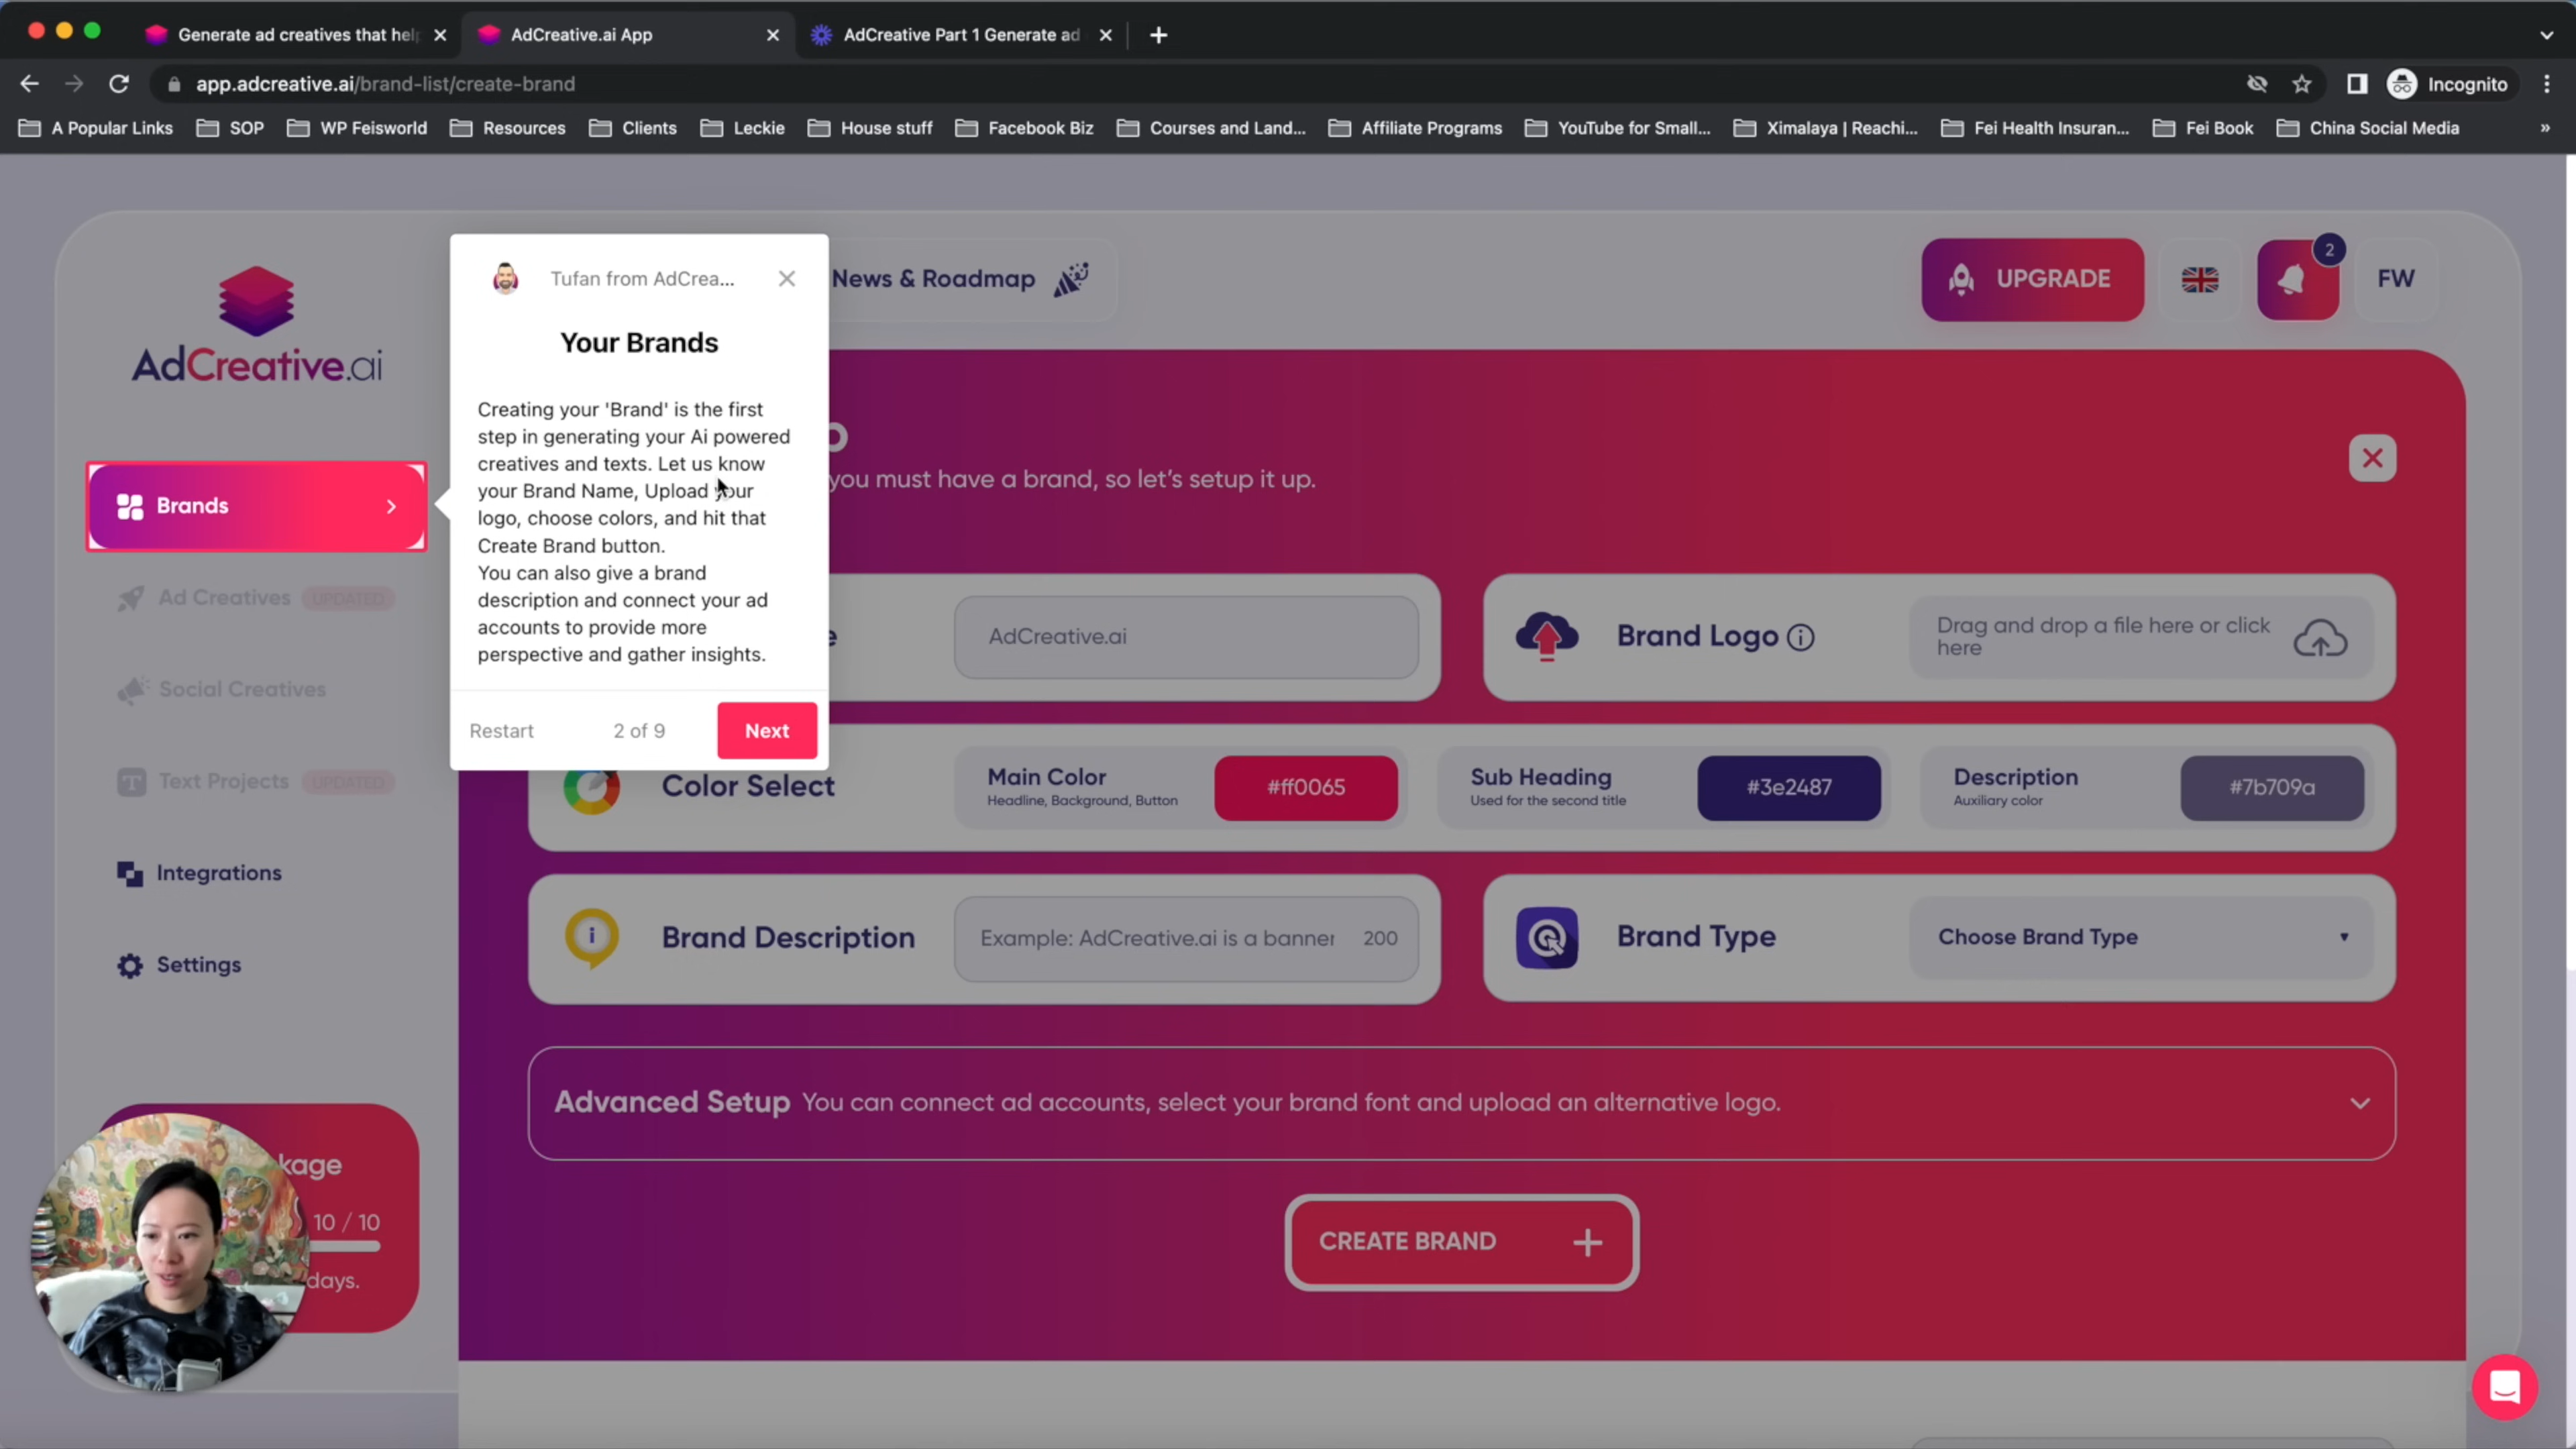 Generate ad creatives that hel
AdCreative.ai App
AdCreative Part 1 Generate ad
app.adcreative.ai/brand-list/create-brand
Incognito
A Popular Links
SOP
WP Feisworld
Resources
Clients
Leckie
House stuff
Facebook Biz
Courses and Land...
Affiliate Programs
YouTube for Small...
Ximalaya | Reachi...
Fei Health Insuran...
Fei Book
China Social Media
»
AdCreative.ai
Tufan from AdCrea...
News & Roadmap
UPGRADE
2
FW
Your Brands
Creating your 'Brand' is the first
step in generating your Ai powered
creatives and texts. Let us know
your Brand Name, Upload your
logo, choose colors, and hit that
Create Brand button.
You can also give a brand
description and connect your ad
accounts to provide more
perspective and gather insights.
Restart
2 of 9
Next
you must have a brand, so let's setup it up.
Brands
Ad Creatives UPDATED
Social Creatives
Text Projects UPDATED
Integrations
Settings
AdCreative.ai
Brand Logo
Drag and drop a file here or click
here
Color Select
Main Color
Headline, Background, Button
#ff0065
Sub Heading
Used for the second title
#3e2487
Description
Auxiliary color
#7b709a
Brand Description
Example: AdCreative.ai is a banner
200
Brand Type
Choose Brand Type
Advanced Setup You can connect ad accounts, select your brand font and upload an alternative logo.
CREATE BRAND +
kage
10 / 10
days.